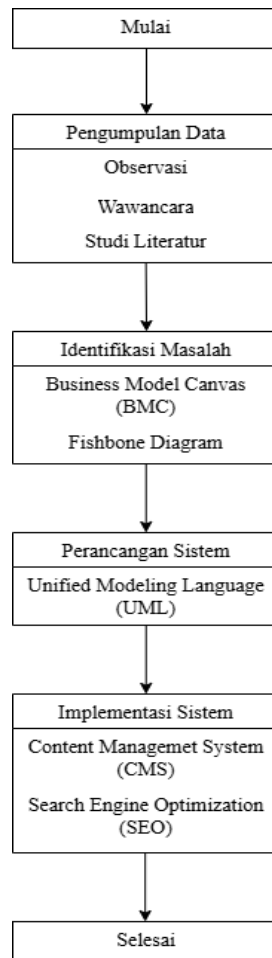 Mulai
Pengumpulan Data
Observasi
Wawancara
Studi Literatur
Identifikasi Masalah
Business Model Canvas
(BMC)
Fishbone Diagram
Perancangan Sistem
Unified Modeling Language
(UML)
Implementasi Sistem
Content Managemet System
(CMS)
Search Engine Optimization
(SEO)
Selesai